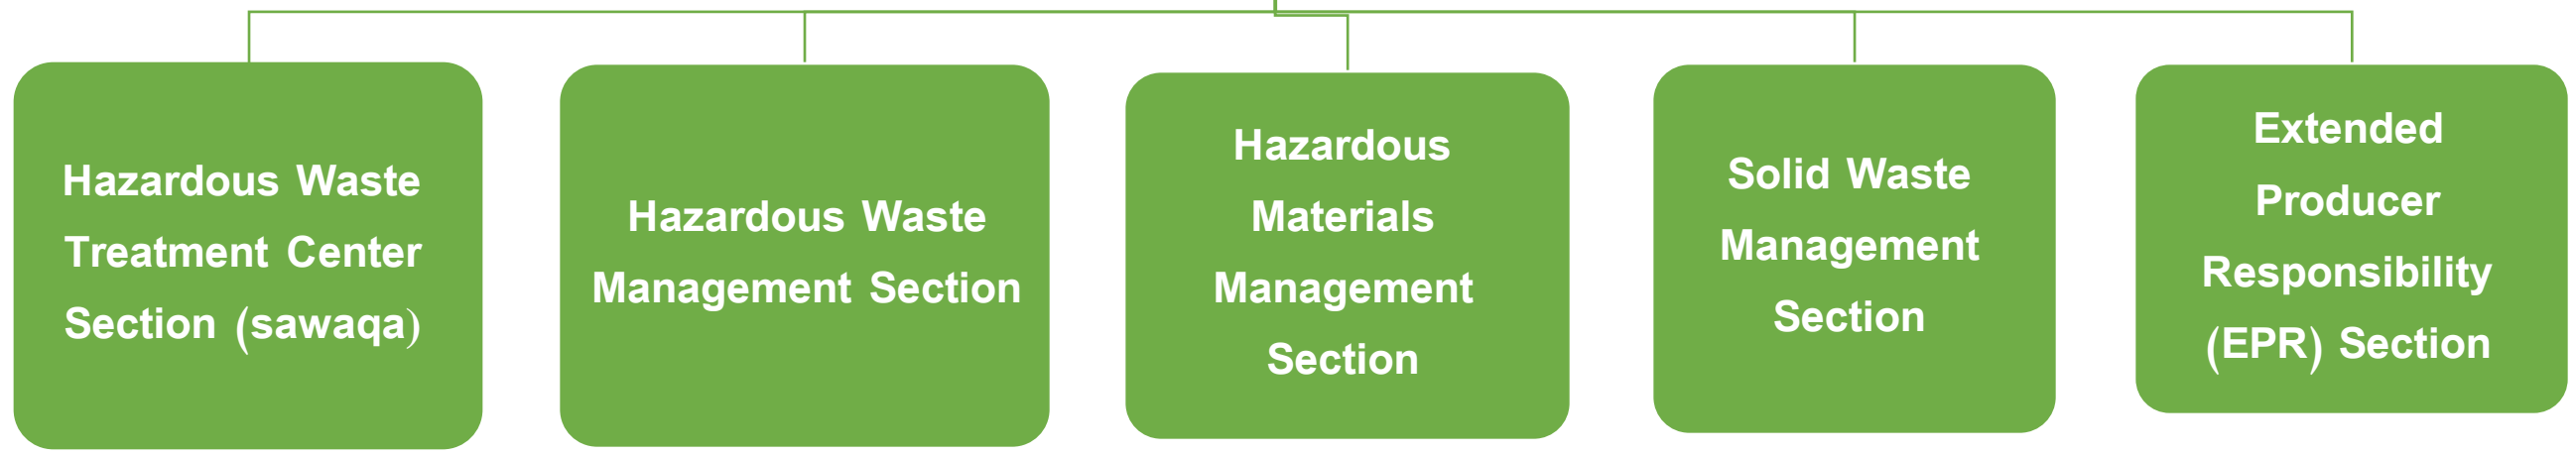 Hazardous Waste
Treatment Center
Section (sawaqa)
Hazardous Waste
Management Section
Hazardous
Materials
Management
Section
Solid Waste
Management
Section
Extended
Producer
Responsibility
(EPR) Section